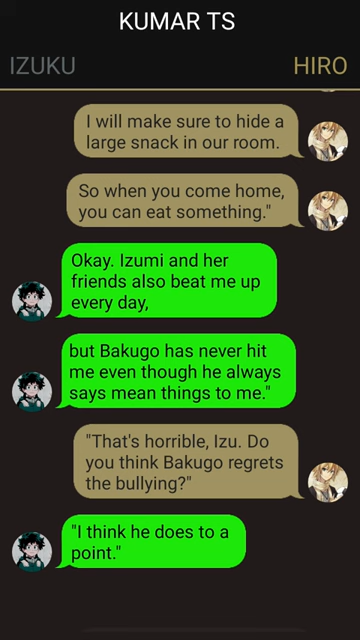 KUMAR TS
IZUKU
HIRO
I will make sure to hide a
large snack in our room.
So when you come home,
you can eat something."
Okay. Izumi and her
friends also beat me up
every day,
but Bakugo has never hit
me even though he always
says mean things to me."
"That's horrible, Izu. Do
you think Bakugo regrets
the bullying?"
"I think he does to a
point."